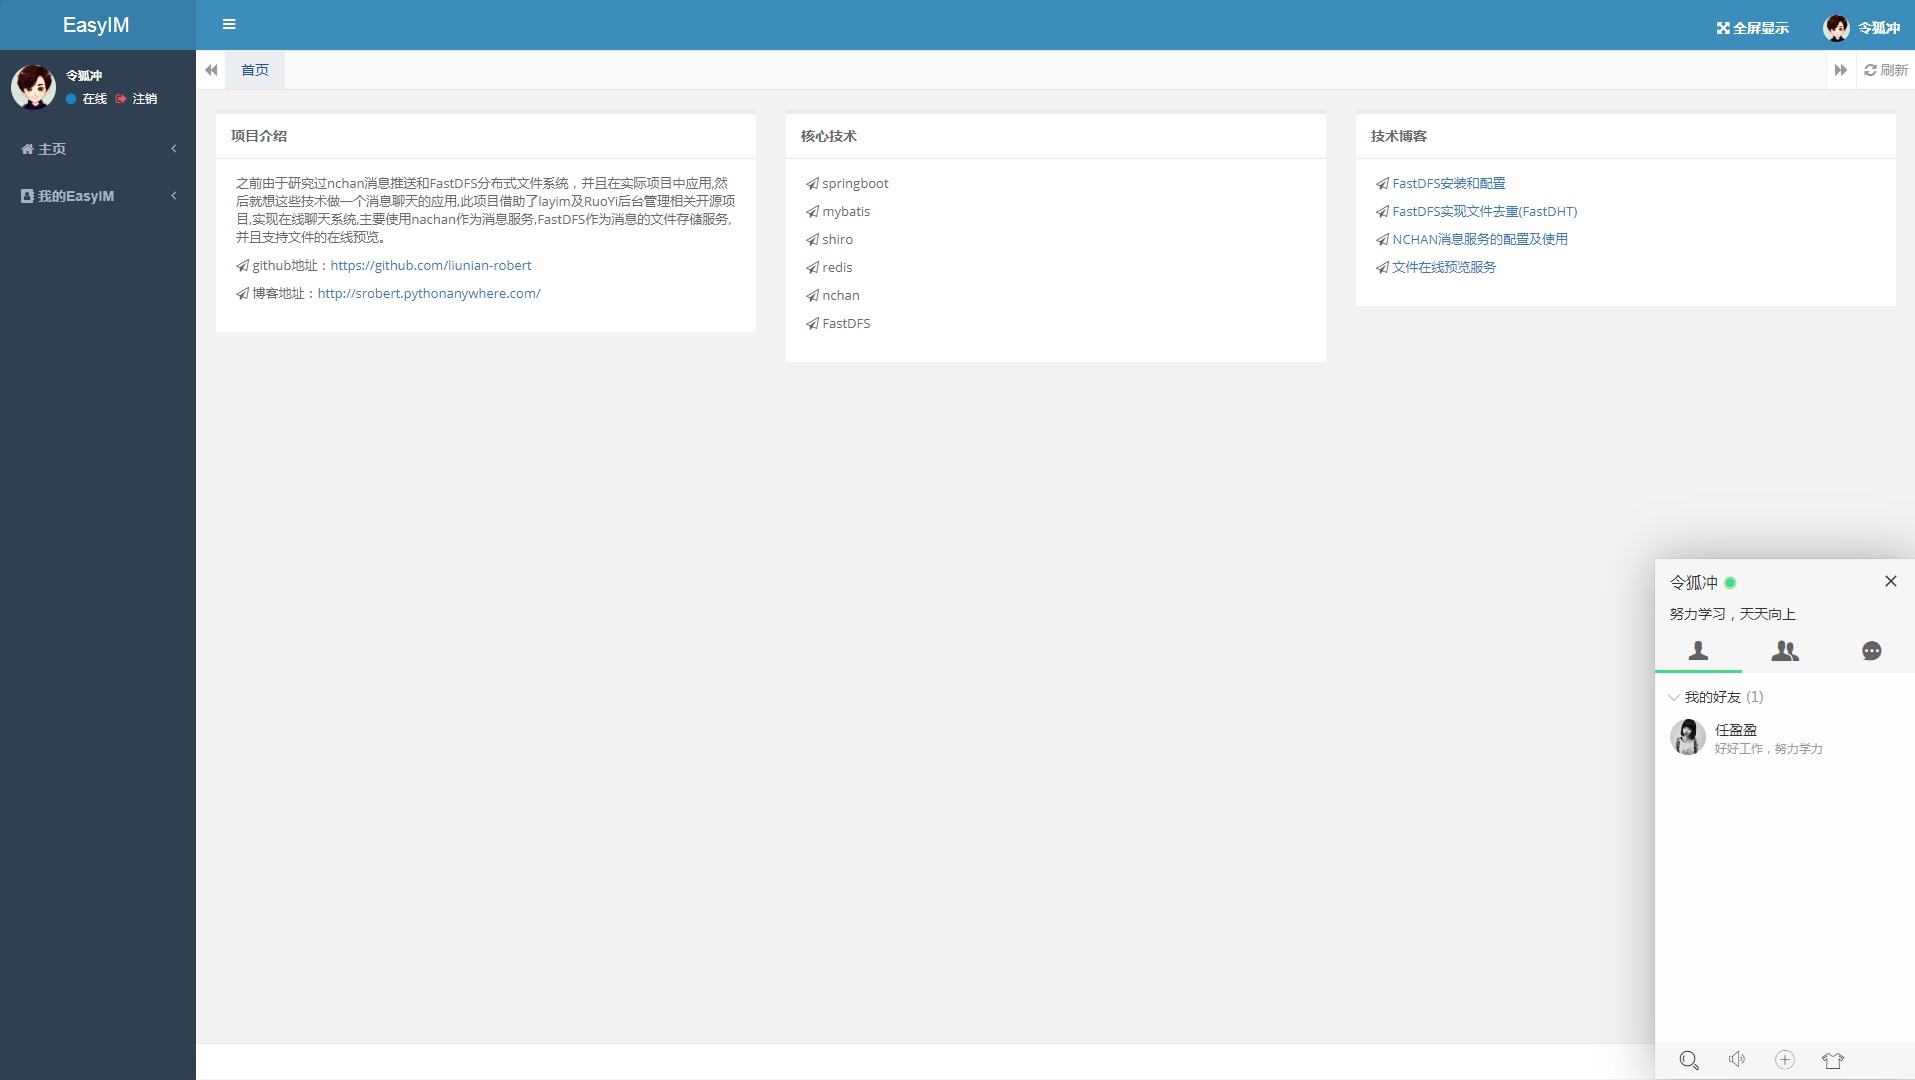 EasyIM
全屏显示
令狐冲
令狐冲
在线 注销
主页
我的EasyIM
首页
刷新
项目介绍
之前由于研究过nchan消息推送和FastDFS分布式文件系统，并且在实际项目中应用,然
后就想这些技术做一个消息聊天的应用,此项目借助了layim及RuoYi后台管理相关开源项
目,实现在线聊天系统,主要使用nachan作为消息服务,FastDFS作为消息的文件存储服务,
并且支持文件的在线预览。
github地址：https://github.com/liunian-robert
博客地址：http://srobert.pythonanywhere.com/
核心技术
springboot
mybatis
shiro
redis
nchan
FastDFS
技术博客
FastDFS安装和配置
FastDFS实现文件去重(FastDHT)
NCHAN消息服务的配置及使用
文件在线预览服务
令狐冲
努力学习，天天向上
我的好友 (1)
任盈盈
好好工作，努力学力